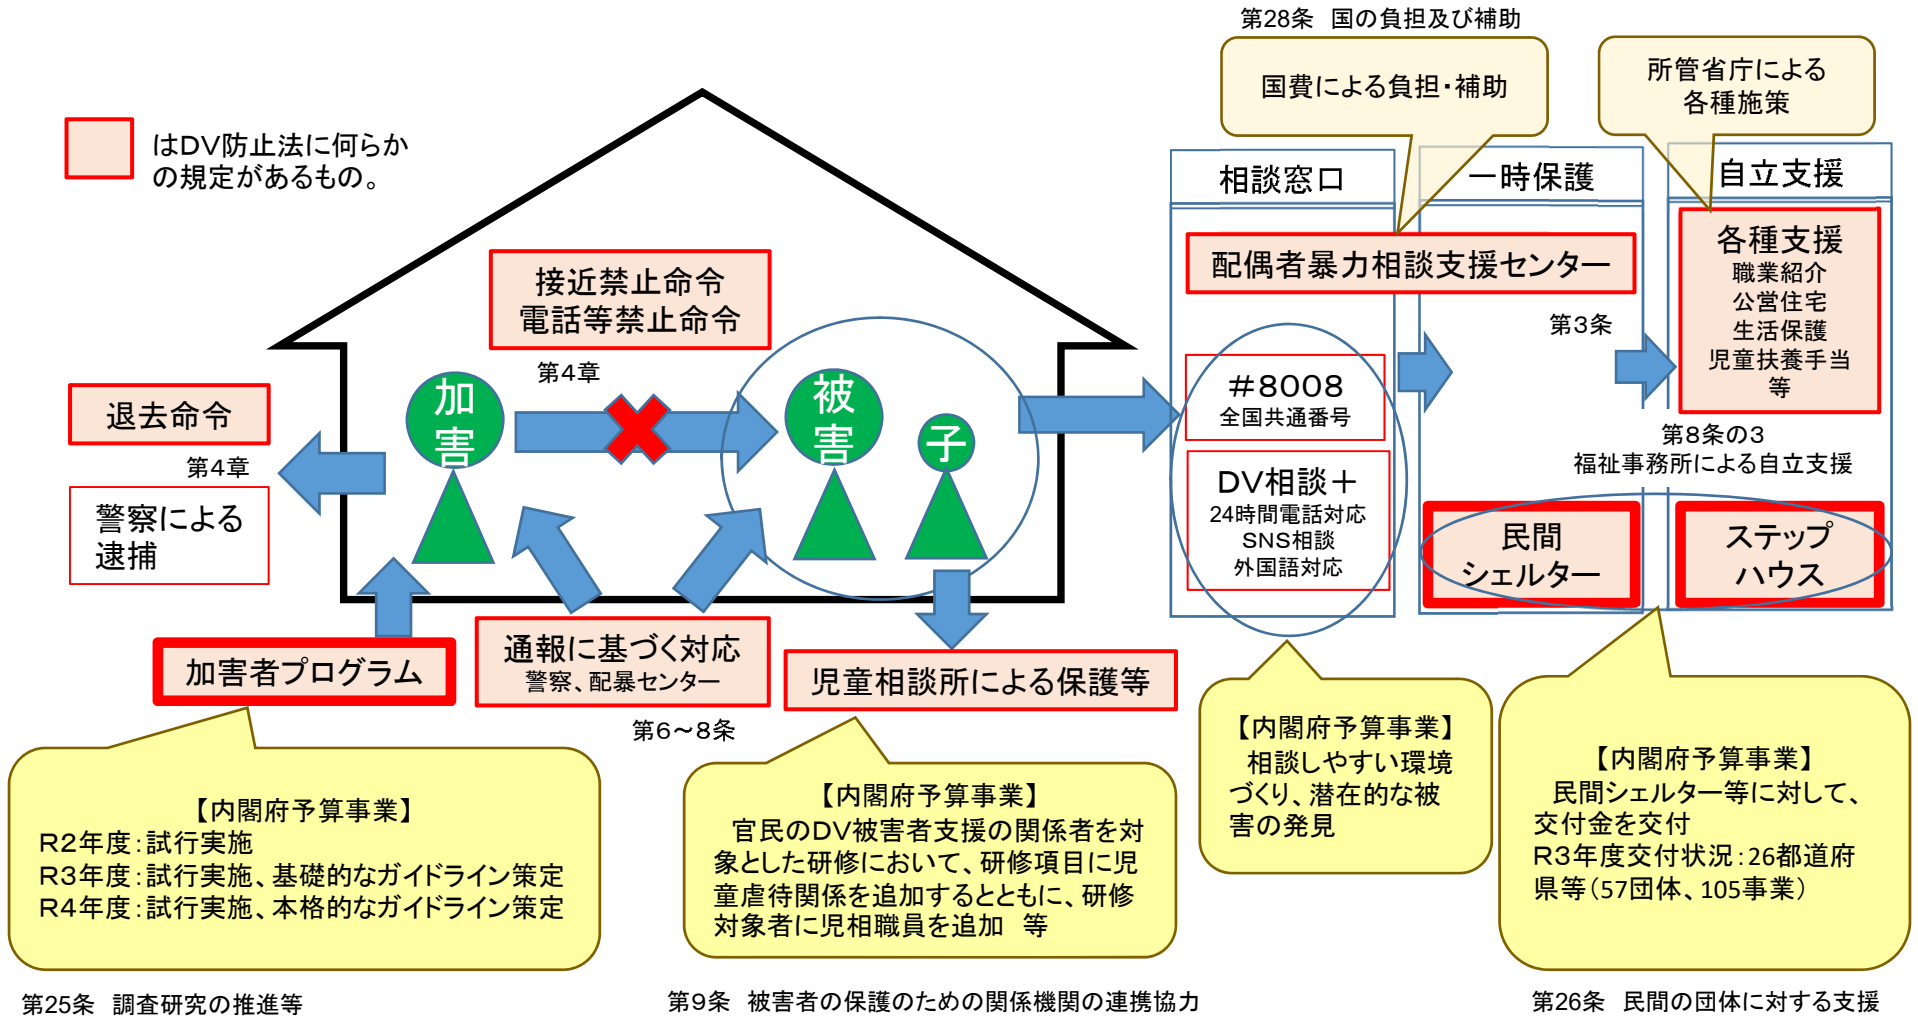 第28条 国の負担及び補助
国費による負担・補助
所管省庁による
各種施策
はDV防止法に何らか
の規定があるもの。
相談窓口
一時保護
自立支援
配偶者暴力相談支援センター
各種支援
職業紹介
公営住宅
生活保護
児童扶養手当
等
接近禁止命令
電話等禁止命令
第4章
第3条
加
害
被
害
子
退去命令
第4章
警察による
逮捕
#8008
全国共通番号
DV相談+
24時間電話対応
SNS相談
外国語対応
第8条の3
福祉事務所による自立支援
民間
シェルター
ステップ
ハウス
加害者プログラム
通報に基づく対応
警察、配暴センター
第6~8条
児童相談所による保護等
【内閣府予算事業】
R2年度:試行実施
R3年度:試行実施、基礎的なガイドライン策定
R4年度:試行実施、本格的なガイドライン策定
【内閣府予算事業】
官民のDV被害者支援の関係者を対
象とした研修において、研修項目に児
童虐待関係を追加するとともに、研修
対象者に児相職員を追加 等
【内閣府予算事業】
相談しやすい環境
づくり、潜在的な被
害の発見
【内閣府予算事業】
民間シェルター等に対して、
交付金を交付
R3年度交付状況:26都道府
県等(57団体、105事業)
第25条 調査研究の推進等
第9条 被害者の保護のための関係機関の連携協力
第26条 民間の団体に対する支援